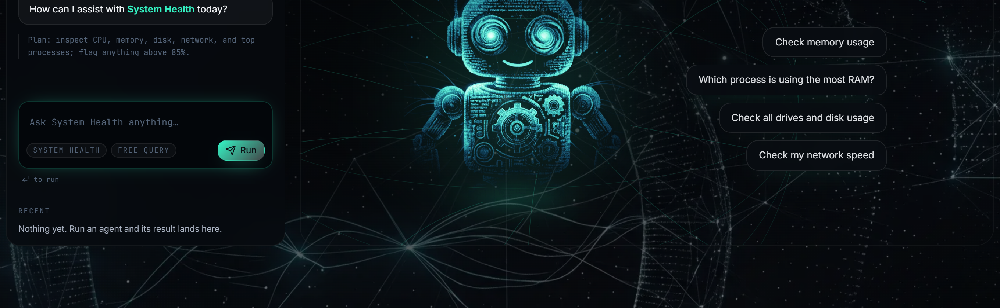 How can I assist with System Health today?
Plan: inspect CPU, memory, disk, network, and top
processes; flag anything above 85%.
Ask System Health anything…
SYSTEM HEALTH
FREE QUERY
Run
↵ to run
RECENT
Nothing yet. Run an agent and its result lands here.
Check memory usage
Which process is using the most RAM?
Check all drives and disk usage
Check my network speed